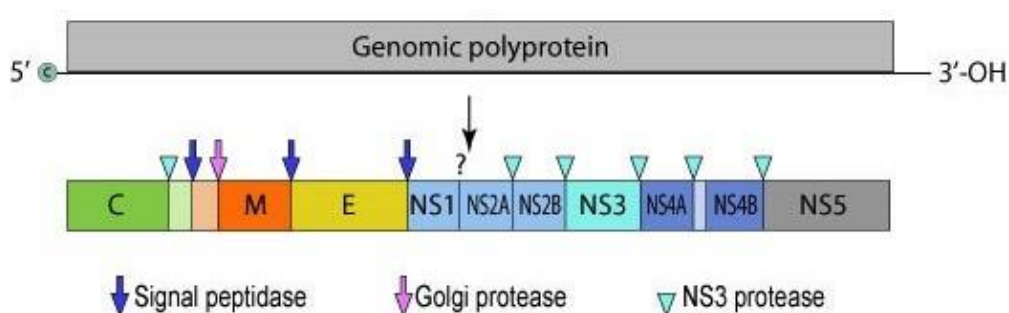 Genomic polyprotein
5′ c 3′-OH
?
C M E NS1 NS2A NS2B NS3 NS4A NS4B NS5
Signal peptidase Golgi protease NS3 protease